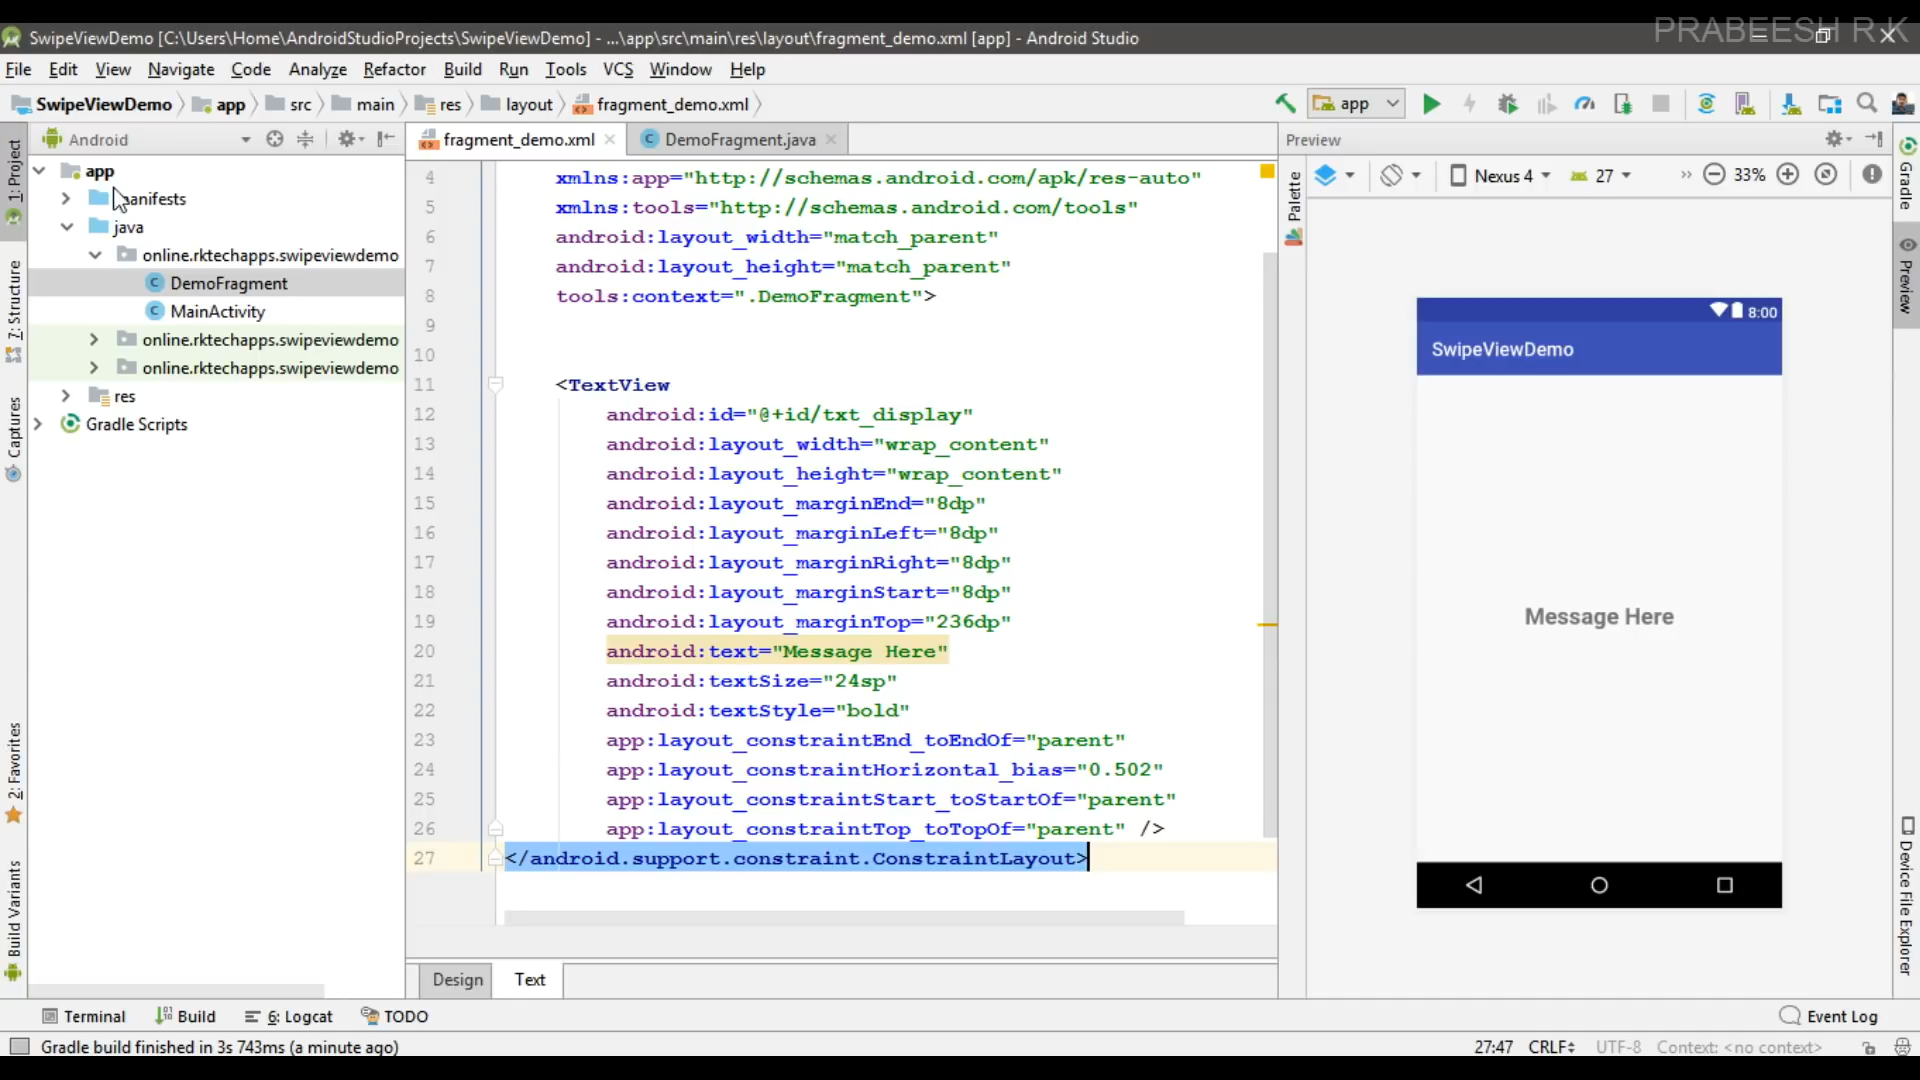 PRABEESH R K
SwipeViewDemo [C:\Users\Home\AndroidStudioProjects\SwipeViewDemo] - ...\app\src\main\res\layout\fragment_demo.xml [app] - Android Studio
File Edit View Navigate Code Analyze Refactor Build Run Tools VCS Window Help
SwipeViewDemo app src main res layout fragment_demo.xml app
Android fragment_demo.xml DemoFragment.java Preview
1: Project
7: Structure
Captures
2: Favorites
Build Variants
app
anifests
java
online.rktechapps.swipeviewdemo
DemoFragment
MainActivity
online.rktechapps.swipeviewdemo
online.rktechapps.swipeviewdemo
res
Gradle Scripts
4 xmlns:app="http://schemas.android.com/apk/res-auto"
5 xmlns:tools="http://schemas.android.com/tools"
6 android:layout_width="match_parent"
7 android:layout_height="match_parent"
8 tools:context=".DemoFragment">
9
10
11 <TextView
12 android:id="@+id/txt_display"
13 android:layout_width="wrap_content"
14 android:layout_height="wrap_content"
15 android:layout_marginEnd="8dp"
16 android:layout_marginLeft="8dp"
17 android:layout_marginRight="8dp"
18 android:layout_marginStart="8dp"
19 android:layout_marginTop="236dp"
20 android:text="Message Here"
21 android:textSize="24sp"
22 android:textStyle="bold"
23 app:layout_constraintEnd_toEndOf="parent"
24 app:layout_constraintHorizontal_bias="0.502"
25 app:layout_constraintStart_toStartOf="parent"
26 app:layout_constraintTop_toTopOf="parent" />
27 </android.support.constraint.ConstraintLayout>
Design Text
Palette
Nexus 4 27 33%
8:00
SwipeViewDemo
Message Here
Gradle
Preview
Device File Explorer
Terminal Build 6: Logcat TODO Event Log
Gradle build finished in 3s 743ms (a minute ago) 27:47 CRLF UTF-8 Context: <no context>